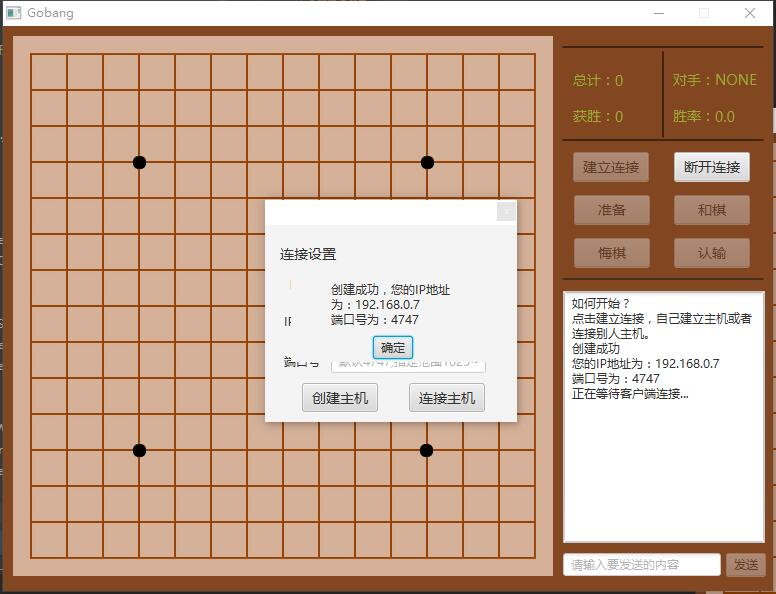 Gobang
总计：0
对手：NONE
获胜：0
胜率：0.0
建立连接
断开连接
准备
和棋
悔棋
认输
连接设置
创建成功，您的IP地址
为：192.168.0.7
端口号为：4747
确定
端口号
创建主机
连接主机
如何开始？
点击建立连接，自己建立主机或者
连接别人主机。
创建成功
您的IP地址为：192.168.0.7
端口号为：4747
正在等待客户端连接...
请输入要发送的内容
发送